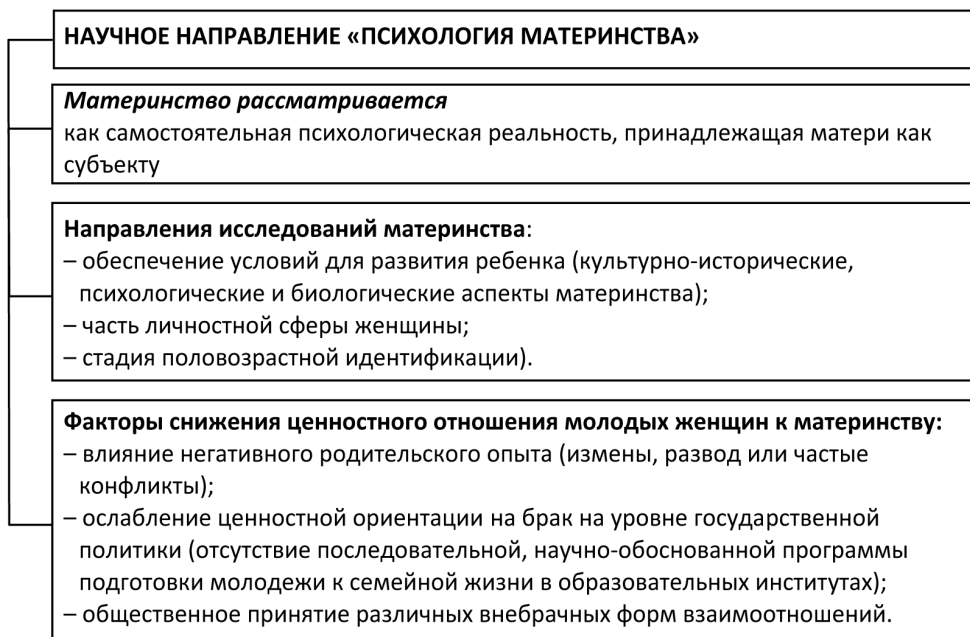 НАУЧНОЕ НАПРАВЛЕНИЕ «ПСИХОЛОГИЯ МАТЕРИНСТВА»
Материнство рассматривается
как самостоятельная психологическая реальность, принадлежащая матери как
субъекту
Направления исследований материнства:
– обеспечение условий для развития ребенка (культурно-исторические,
психологические и биологические аспекты материнства);
– часть личностной сферы женщины;
– стадия половозрастной идентификации).
Факторы снижения ценностного отношения молодых женщин к материнству:
– влияние негативного родительского опыта (измены, развод или частые
конфликты);
– ослабление ценностной ориентации на брак на уровне государственной
политики (отсутствие последовательной, научно-обоснованной программы
подготовки молодежи к семейной жизни в образовательных институтах);
– общественное принятие различных внебрачных форм взаимоотношений.